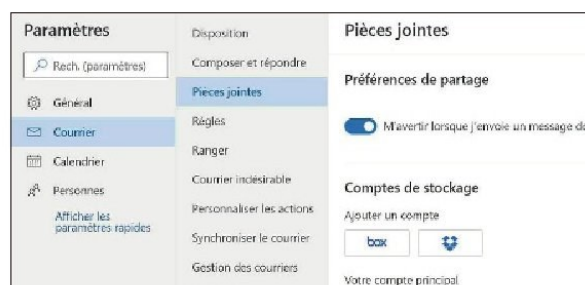 Paramètres
Rech. (paramètres)
Général
Courrier
Calendrier
Personnes
Afficher les
paramètres rapides
Disposition
Composer et répondre
Pièces jointes
Règles
Ranger
Courrier indésirable
Personnaliser les actions
Synchroniser le courrier
Gestion des courriers
Pièces jointes
Préférences de partage
M'avertir lorsque j'envoie un message de
Comptes de stockage
Ajouter un compte
box
Votre compte principal